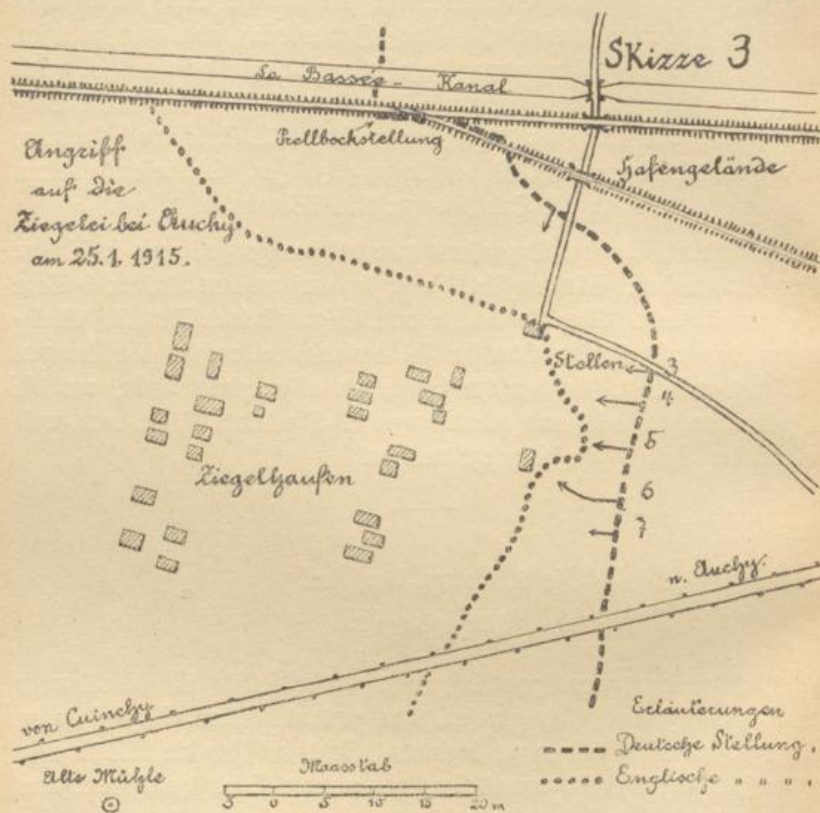 Skizze 3
La Bassée-Kanal
Prellbockstellung
Hafengelände
Angriff
auf die
Ziegelei bei Auchy
am 25.1.1915.
Stollen
3
4
5
6
7
Ziegelhaufen
n. Auchy.
von Cuinchy
Alte Mühle
Maasstab
5 0 5 10 15 20 m
Erläuterungen
Deutsche Stellung.
Englische " " .